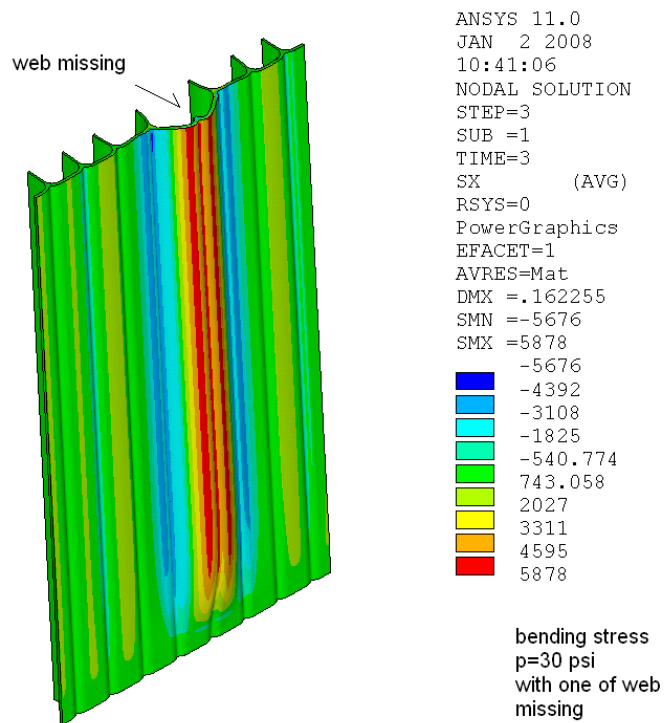 web missing
ANSYS 11.0
JAN 2 2008
10:41:06
NODAL SOLUTION
STEP=3
SUB =1
TIME=3
SX (AVG)
RSYS=0
PowerGraphics
EFACET=1
AVRES=Mat
DMX =.162255
SMN =-5676
SMX =5878
-5676
-4392
-3108
-1825
-540.774
743.058
2027
3311
4595
5878
bending stress
p=30 psi
with one of web
missing